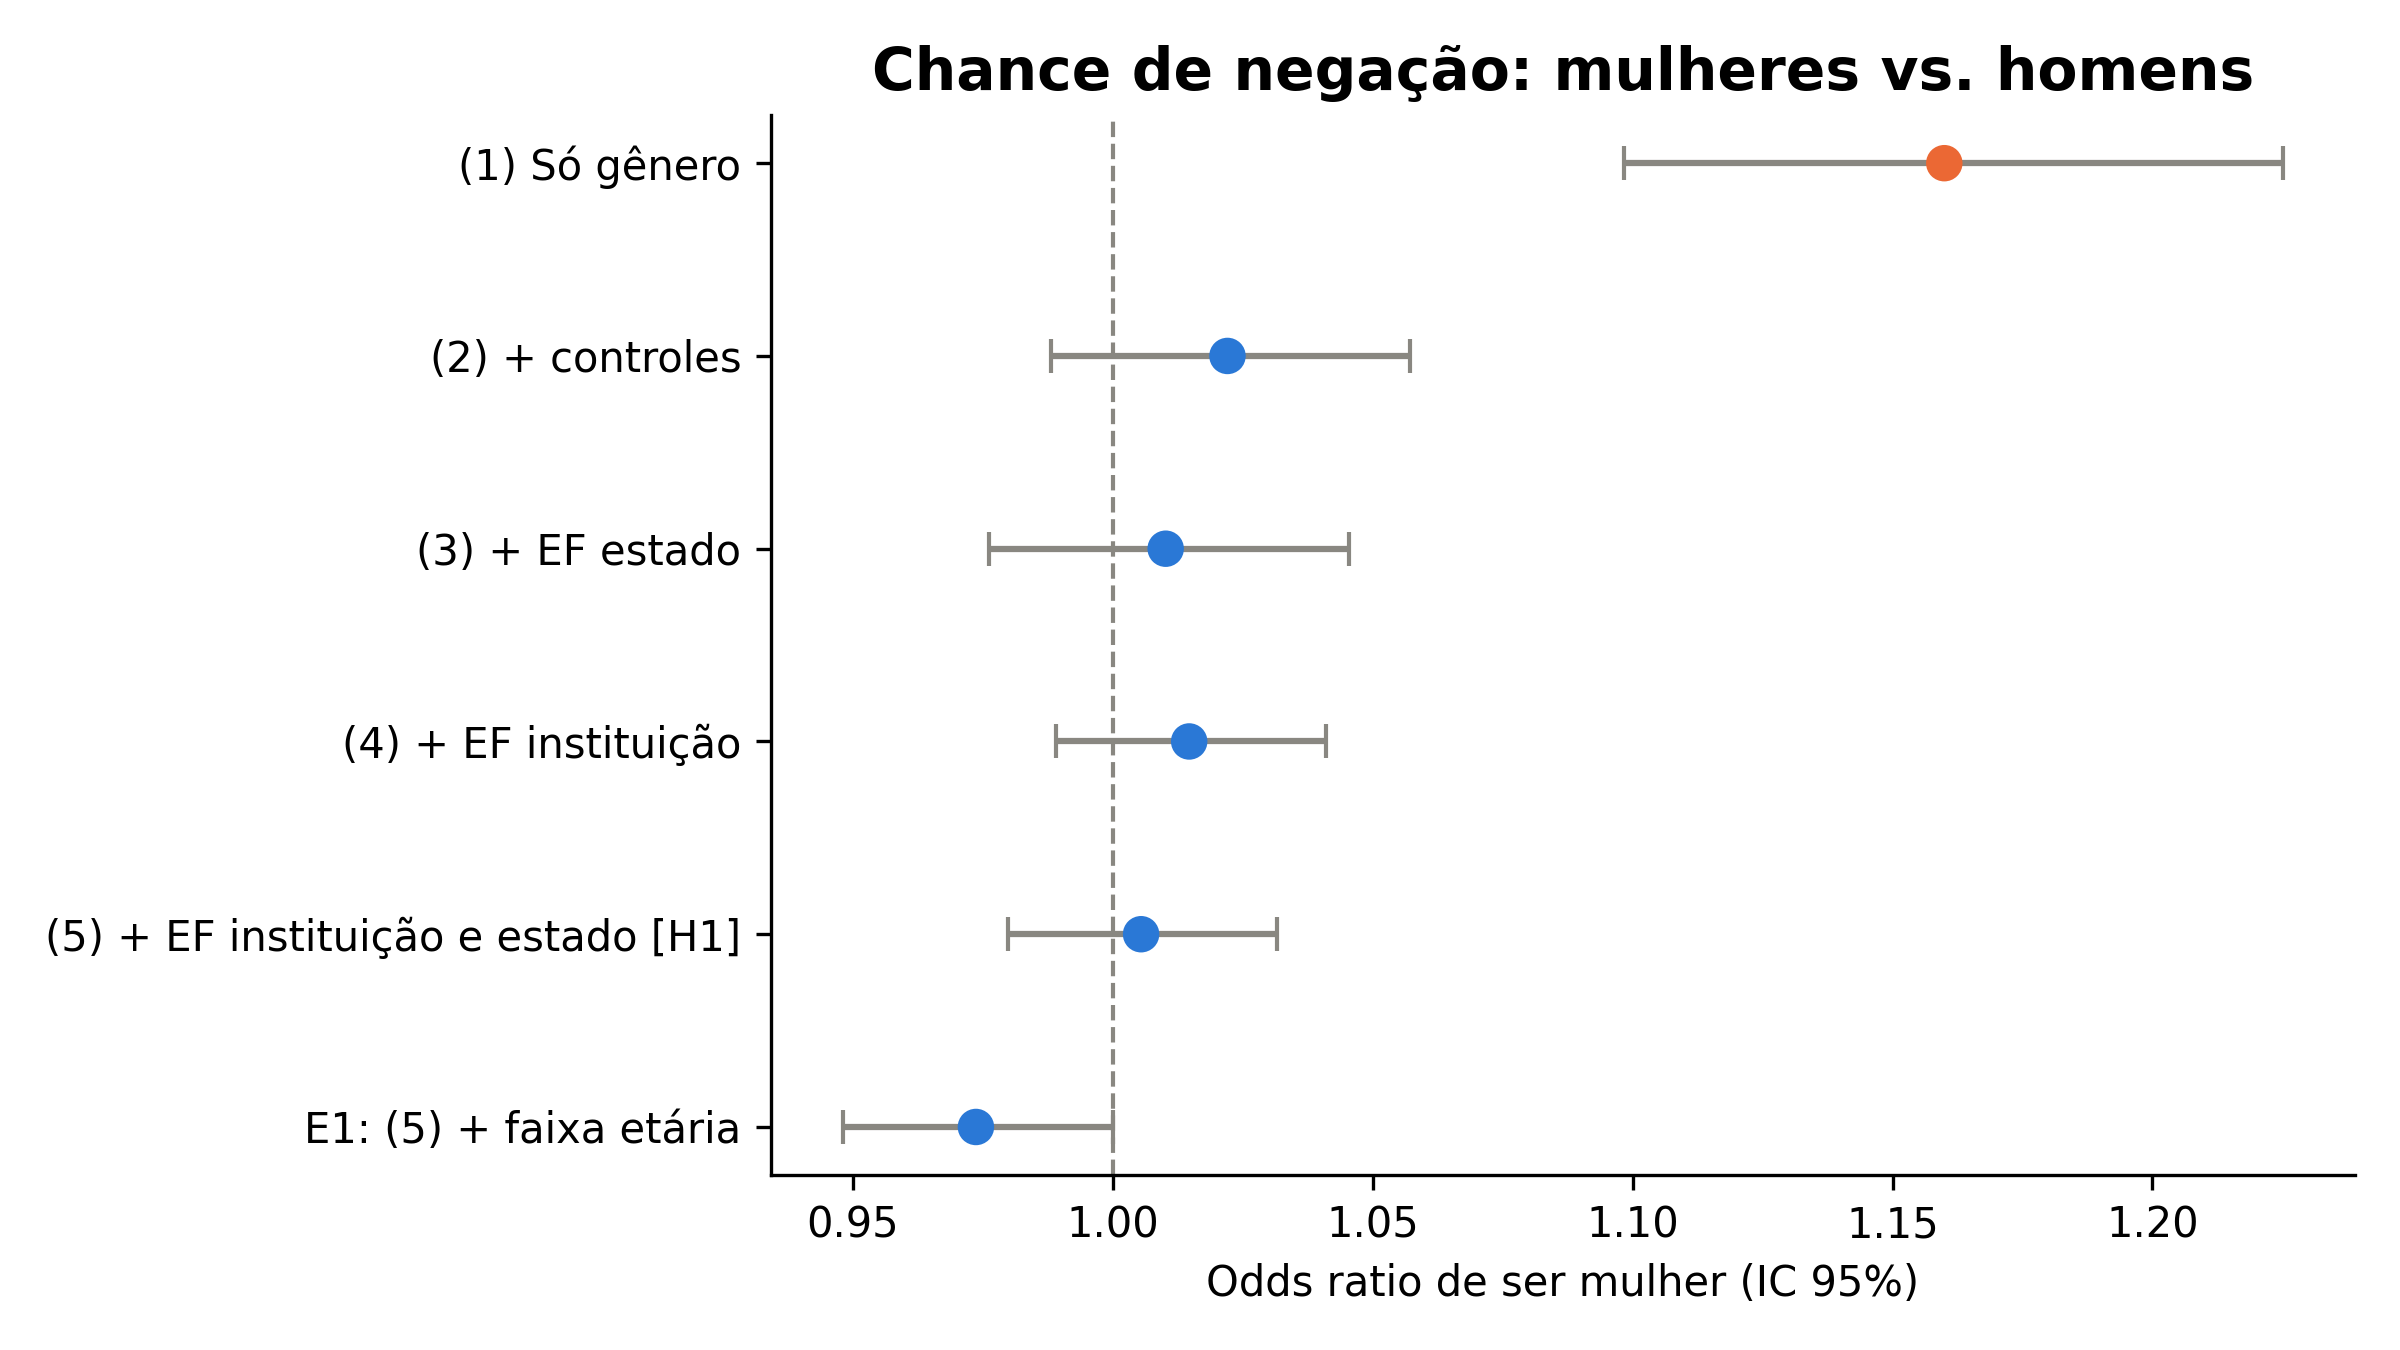 Chance de negação: mulheres vs. homens
(1) Só gênero
(2) + controles
(3) + EF estado
(4) + EF instituição
(5) + EF instituição e estado [H1]
E1: (5) + faixa etária
0.95 1.00 1.05 1.10 1.15 1.20
Odds ratio de ser mulher (IC 95%)